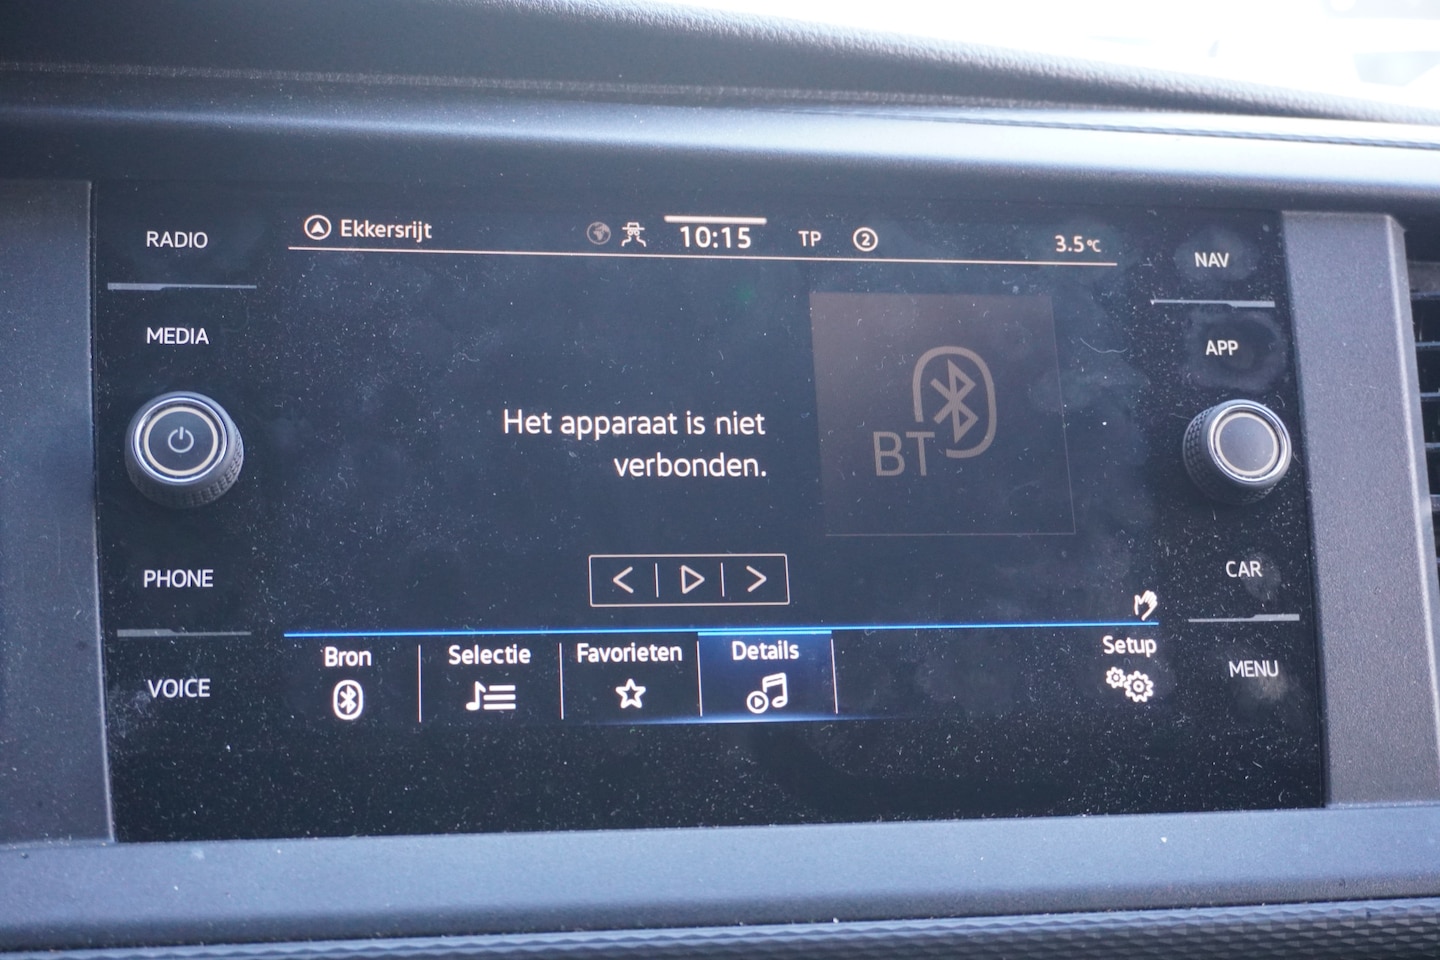 RADIO
MEDIA
PHONE
VOICE
Ekkersrijt
10:15
TP
2
3.5°C
Het apparaat is niet
verbonden.
BT
Bron
Selectie
Favorieten
Details
Setup
NAV
APP
CAR
MENU